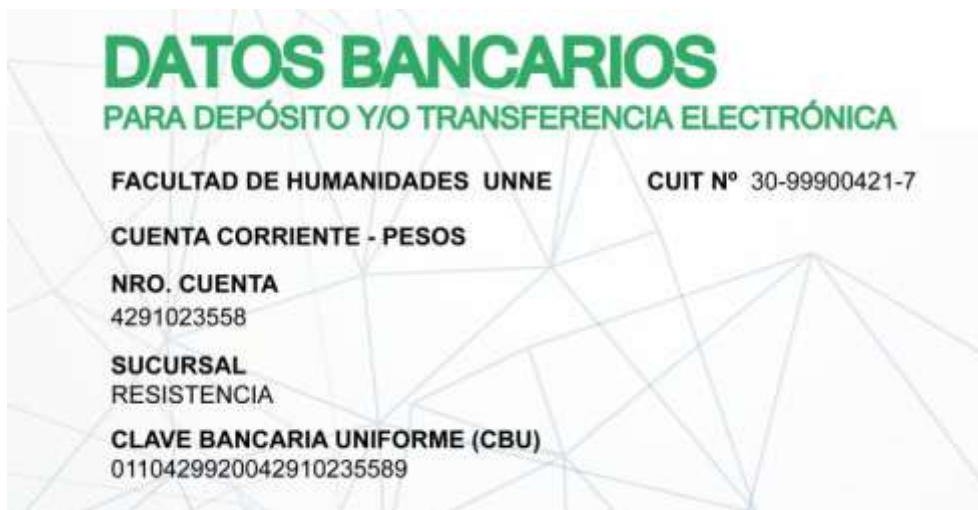 DATOS BANCARIOS
PARA DEPÓSITO Y/O TRANSFERENCIA ELECTRÓNICA
FACULTAD DE HUMANIDADES UNNE CUIT Nº 30-99900421-7
CUENTA CORRIENTE - PESOS
NRO. CUENTA
4291023558
SUCURSAL
RESISTENCIA
CLAVE BANCARIA UNIFORME (CBU)
0110429920042910235589